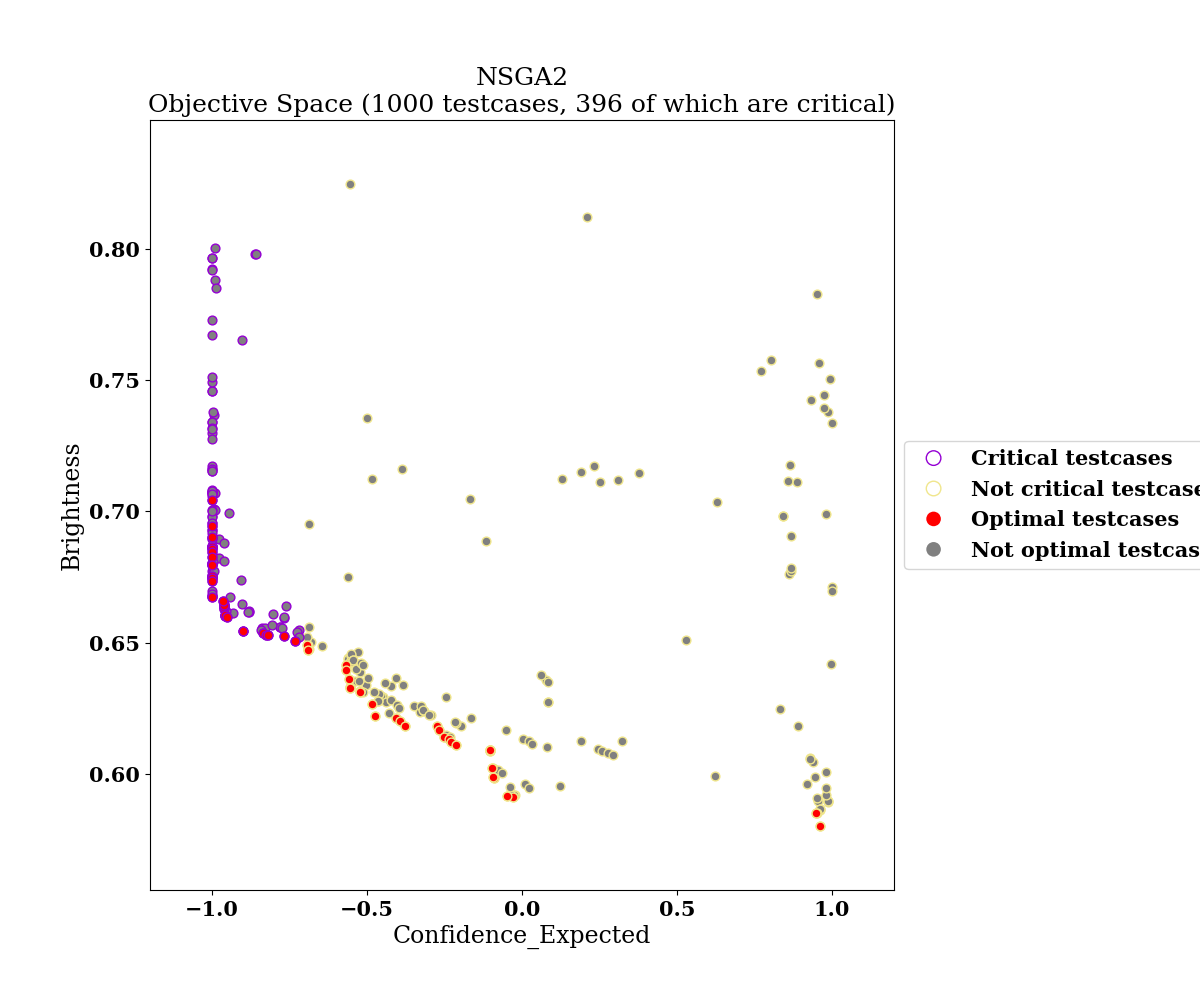 NSGA2
Objective Space (1000 testcases, 396 of which are critical)
0.80
0.75
0.70
0.65
0.60
Brightness
−1.0
−0.5
0.0
0.5
1.0
Confidence_Expected
Critical testcases
Not critical testcase
Optimal testcases
Not optimal testcas